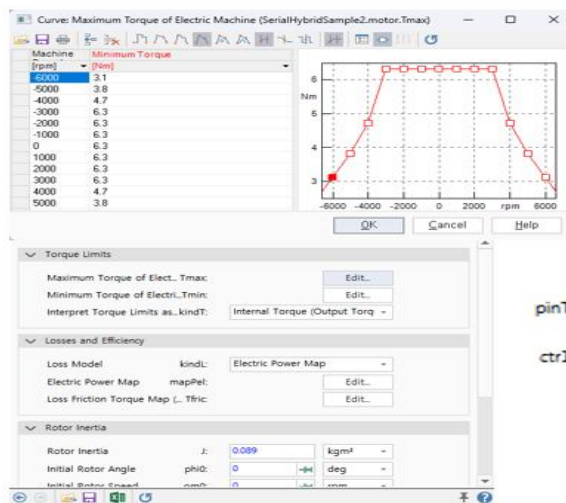 Curve: Maximum Torque of Electric Machine (SerialHybridSample2.motor.Tmax)
Machine Minimum Torque
[rpm] [Nm]
-6000 3.1
-5000 3.8
-4000 4.7
-3000 6.3
-2000 6.3
-1000 6.3
0 6.3
1000 6.3
2000 6.3
3000 6.3
4000 4.7
5000 3.8
6
Nm
5
4
3
-6000 -4000 -2000 0 2000 rpm 6000
OK Cancel Help
Torque Limits
Maximum Torque of Elect... Tmax: Edit...
Minimum Torque of Electri... Tmin: Edit...
Interpret Torque Limits as... kindT: Internal Torque (Output Torq
Losses and Efficiency
Loss Model kindL: Electric Power Map
Electric Power Map mapPel: Edit...
Loss Friction Torque Map (... Tfric: Edit...
Rotor Inertia
Rotor Inertia J: 0.089 kgm²
Initial Rotor Angle phi0: 0 deg
Initial Rotor Speed om0: 0 rpm
pinT
ctrl